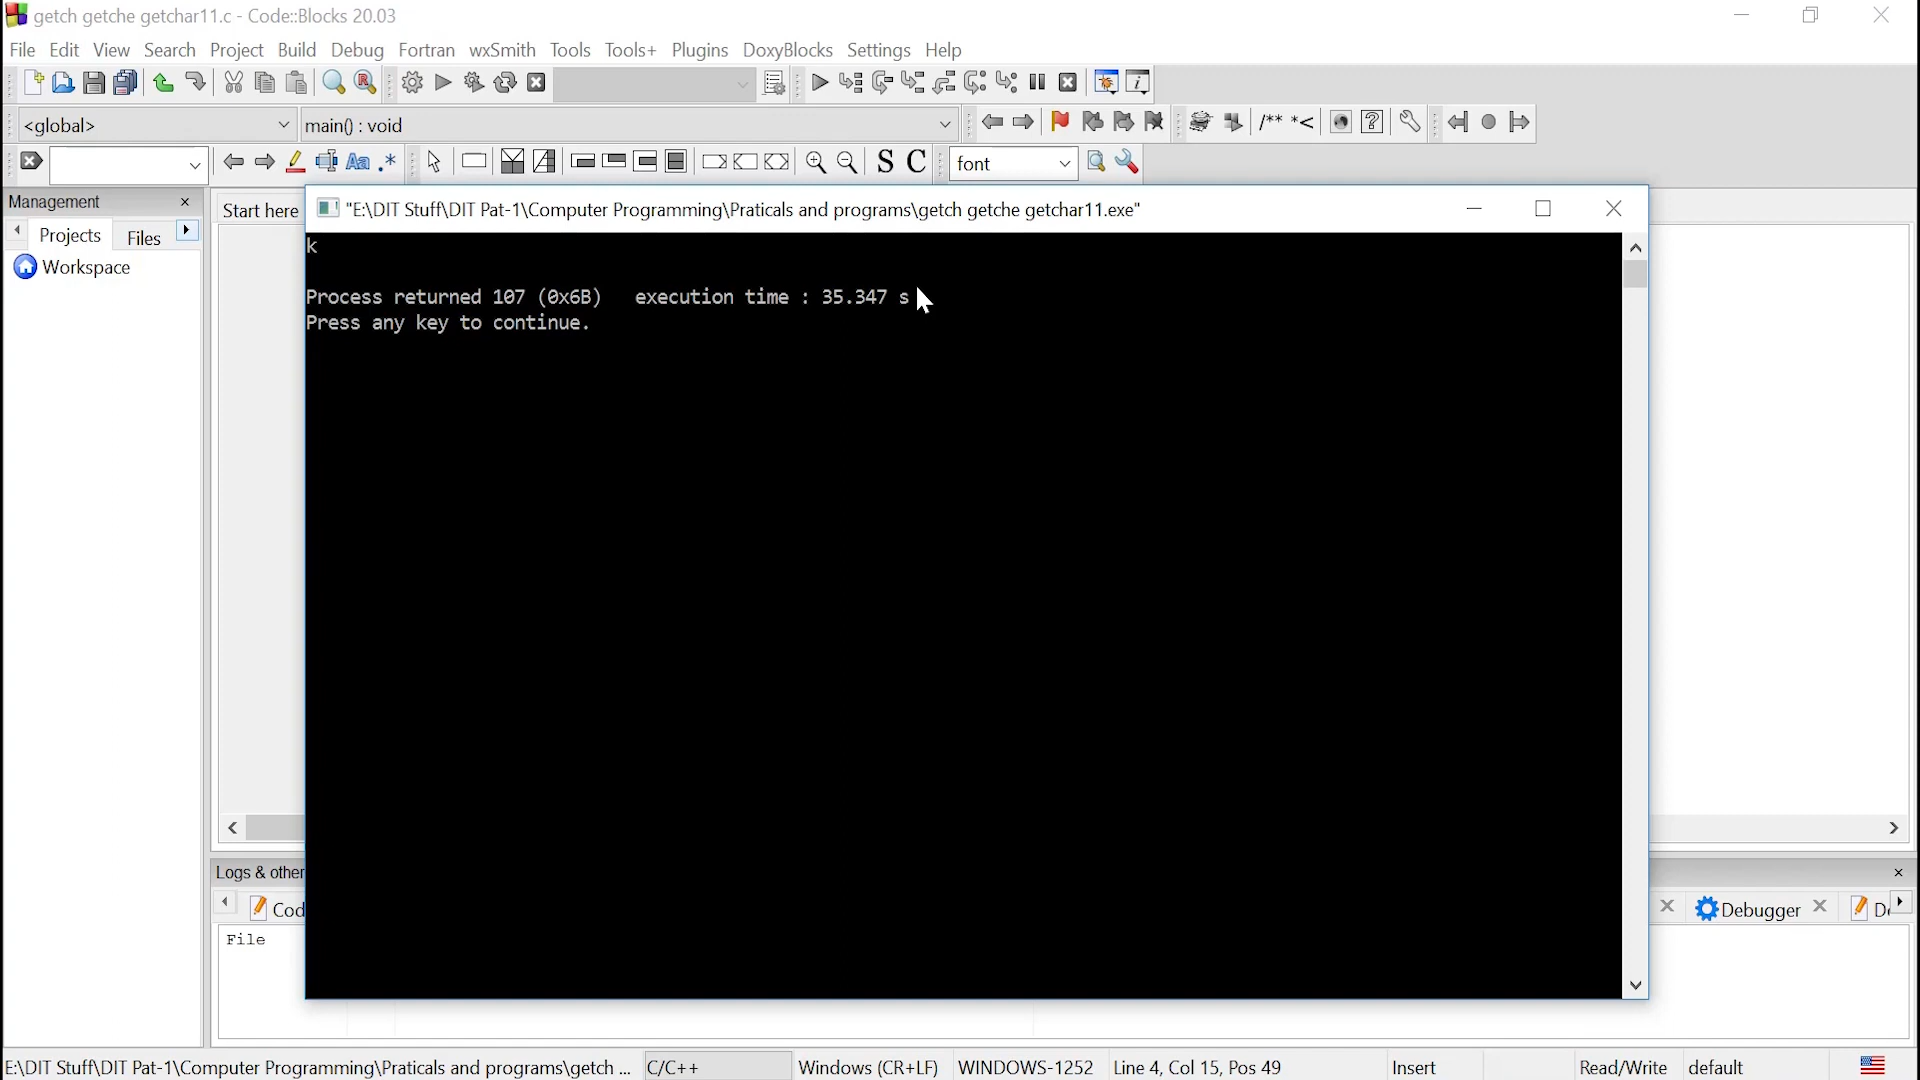 getch getche getchar11.c - Code::Blocks 20.03
File Edit View Search Project Build Debug Fortran wxSmith Tools Tools+ Plugins DoxyBlocks Settings Help
<global> main() : void /** *<
Aa .* S C font
Management
Start here
"E:\DIT Stuff\DIT Pat-1\Computer Programming\Praticals and programs\getch getche getchar11.exe"
Projects Files
Workspace
k
Process returned 107 (0x6B) execution time : 35.347 s
Press any key to continue.
Logs & other
Cod Debugger De
File
E:\DIT Stuff\DIT Pat-1\Computer Programming\Praticals and programs\getch ... C/C++ Windows (CR+LF) WINDOWS-1252 Line 4, Col 15, Pos 49 Insert Read/Write default